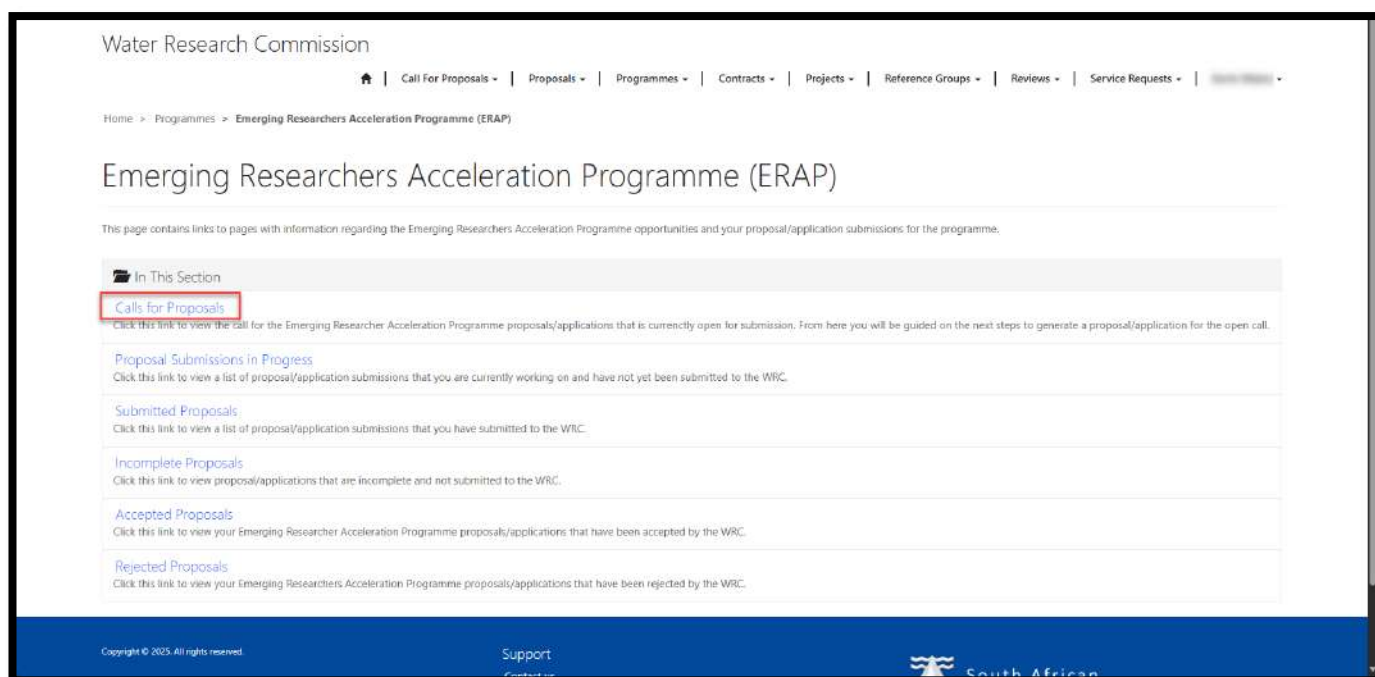 Water Research Commission
Call For Proposals | Proposals | Programmes | Contracts | Projects | Reference Groups | Reviews | Service Requests |
Home > Programmes > Emerging Researchers Acceleration Programme (ERAP)
Emerging Researchers Acceleration Programme (ERAP)
This page contains links to pages with information regarding the Emerging Researchers Acceleration Programme opportunities and your proposal/application submissions for the programme.
In This Section
Calls for Proposals
Click this link to view the call for the Emerging Researcher Acceleration Programme proposals/applications that is currenctly open for submission. From here you will be guided on the next steps to generate a proposal/application for the open call.
Proposal Submissions in Progress
Click this link to view a list of proposal/application submissions that you are currently working on and have not yet been submitted to the WRC.
Submitted Proposals
Click this link to view a list of proposal/application submissions that you have submitted to the WRC.
Incomplete Proposals
Click this link to view proposal/applications that are incomplete and not submitted to the WRC.
Accepted Proposals
Click this link to view your Emerging Researcher Acceleration Programme proposals/applications that have been accepted by the WRC.
Rejected Proposals
Click this link to view your Emerging Researchers Acceleration Programme proposals/applications that have been rejected by the WRC.
Copyright © 2025. All rights reserved.
Support
Contact us
South African